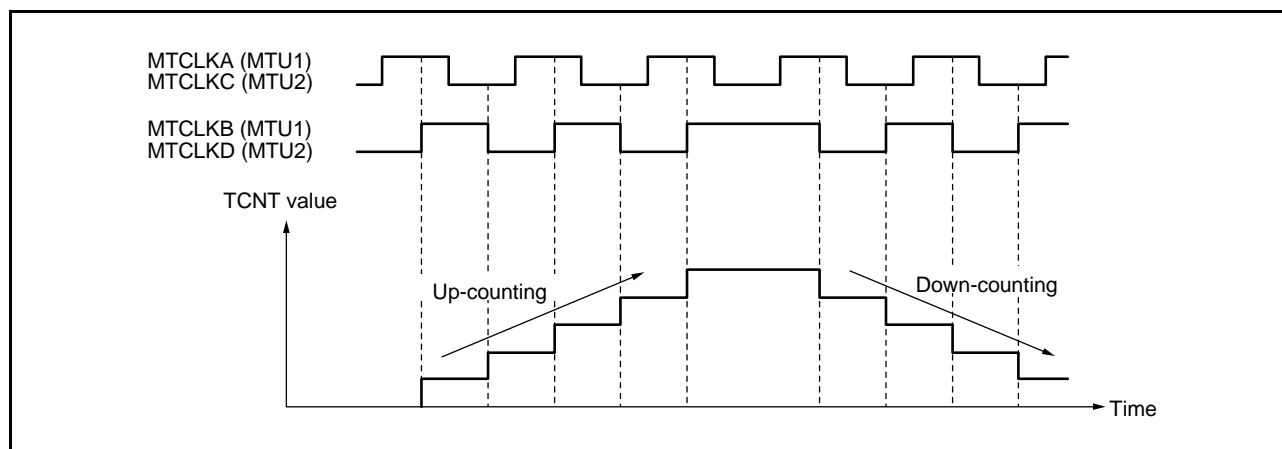 MTCLKA (MTU1)
MTCLKC (MTU2)
MTCLKB (MTU1)
MTCLKD (MTU2)
TCNT value
Up-counting
Down-counting
Time